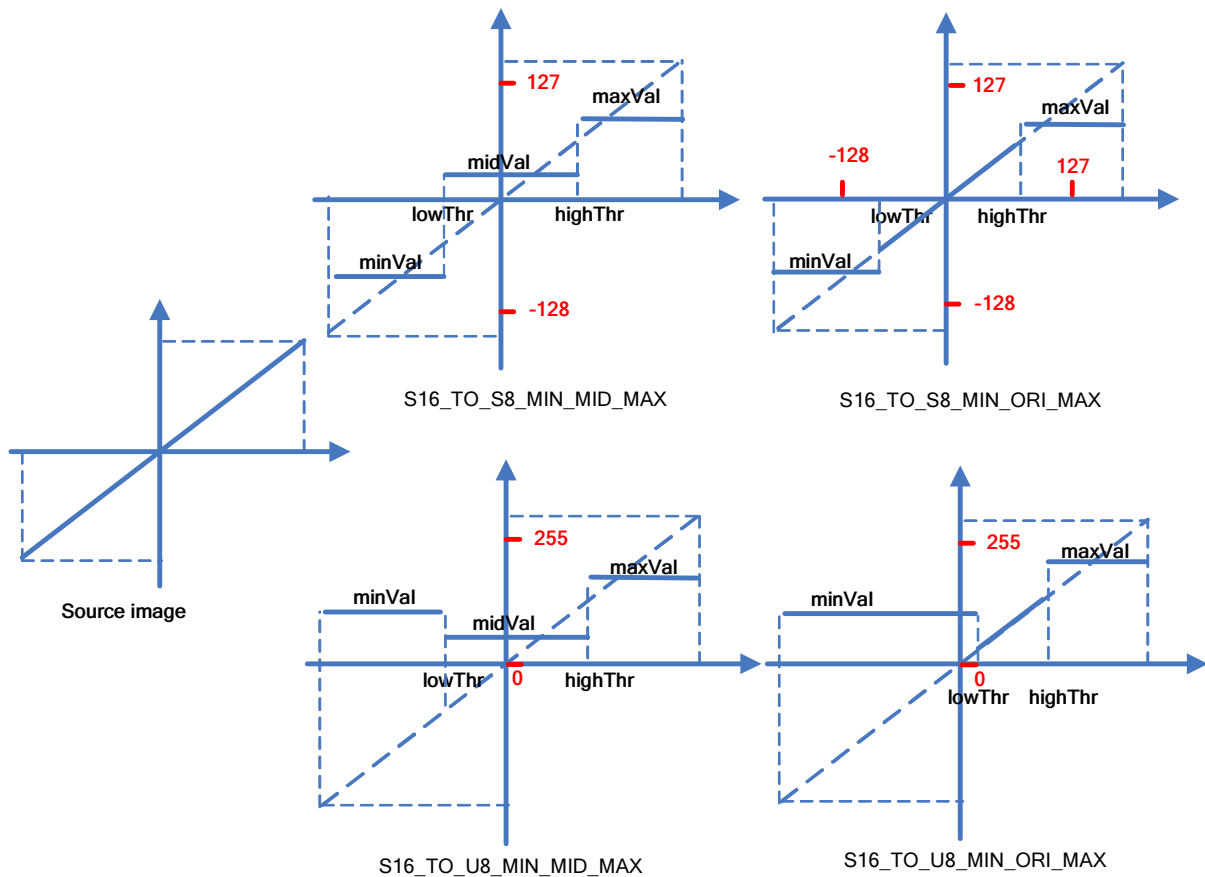 127
maxVal
midVal
lowThr
highThr
minVal
-128
S16_TO_S8_MIN_MID_MAX
127
maxVal
-128
127
lowThr
highThr
minVal
-128
S16_TO_S8_MIN_ORI_MAX
Source image
255
maxVal
minVal
midVal
lowThr
0
highThr
S16_TO_U8_MIN_MID_MAX
255
maxVal
minVal
0
lowThr
highThr
S16_TO_U8_MIN_ORI_MAX